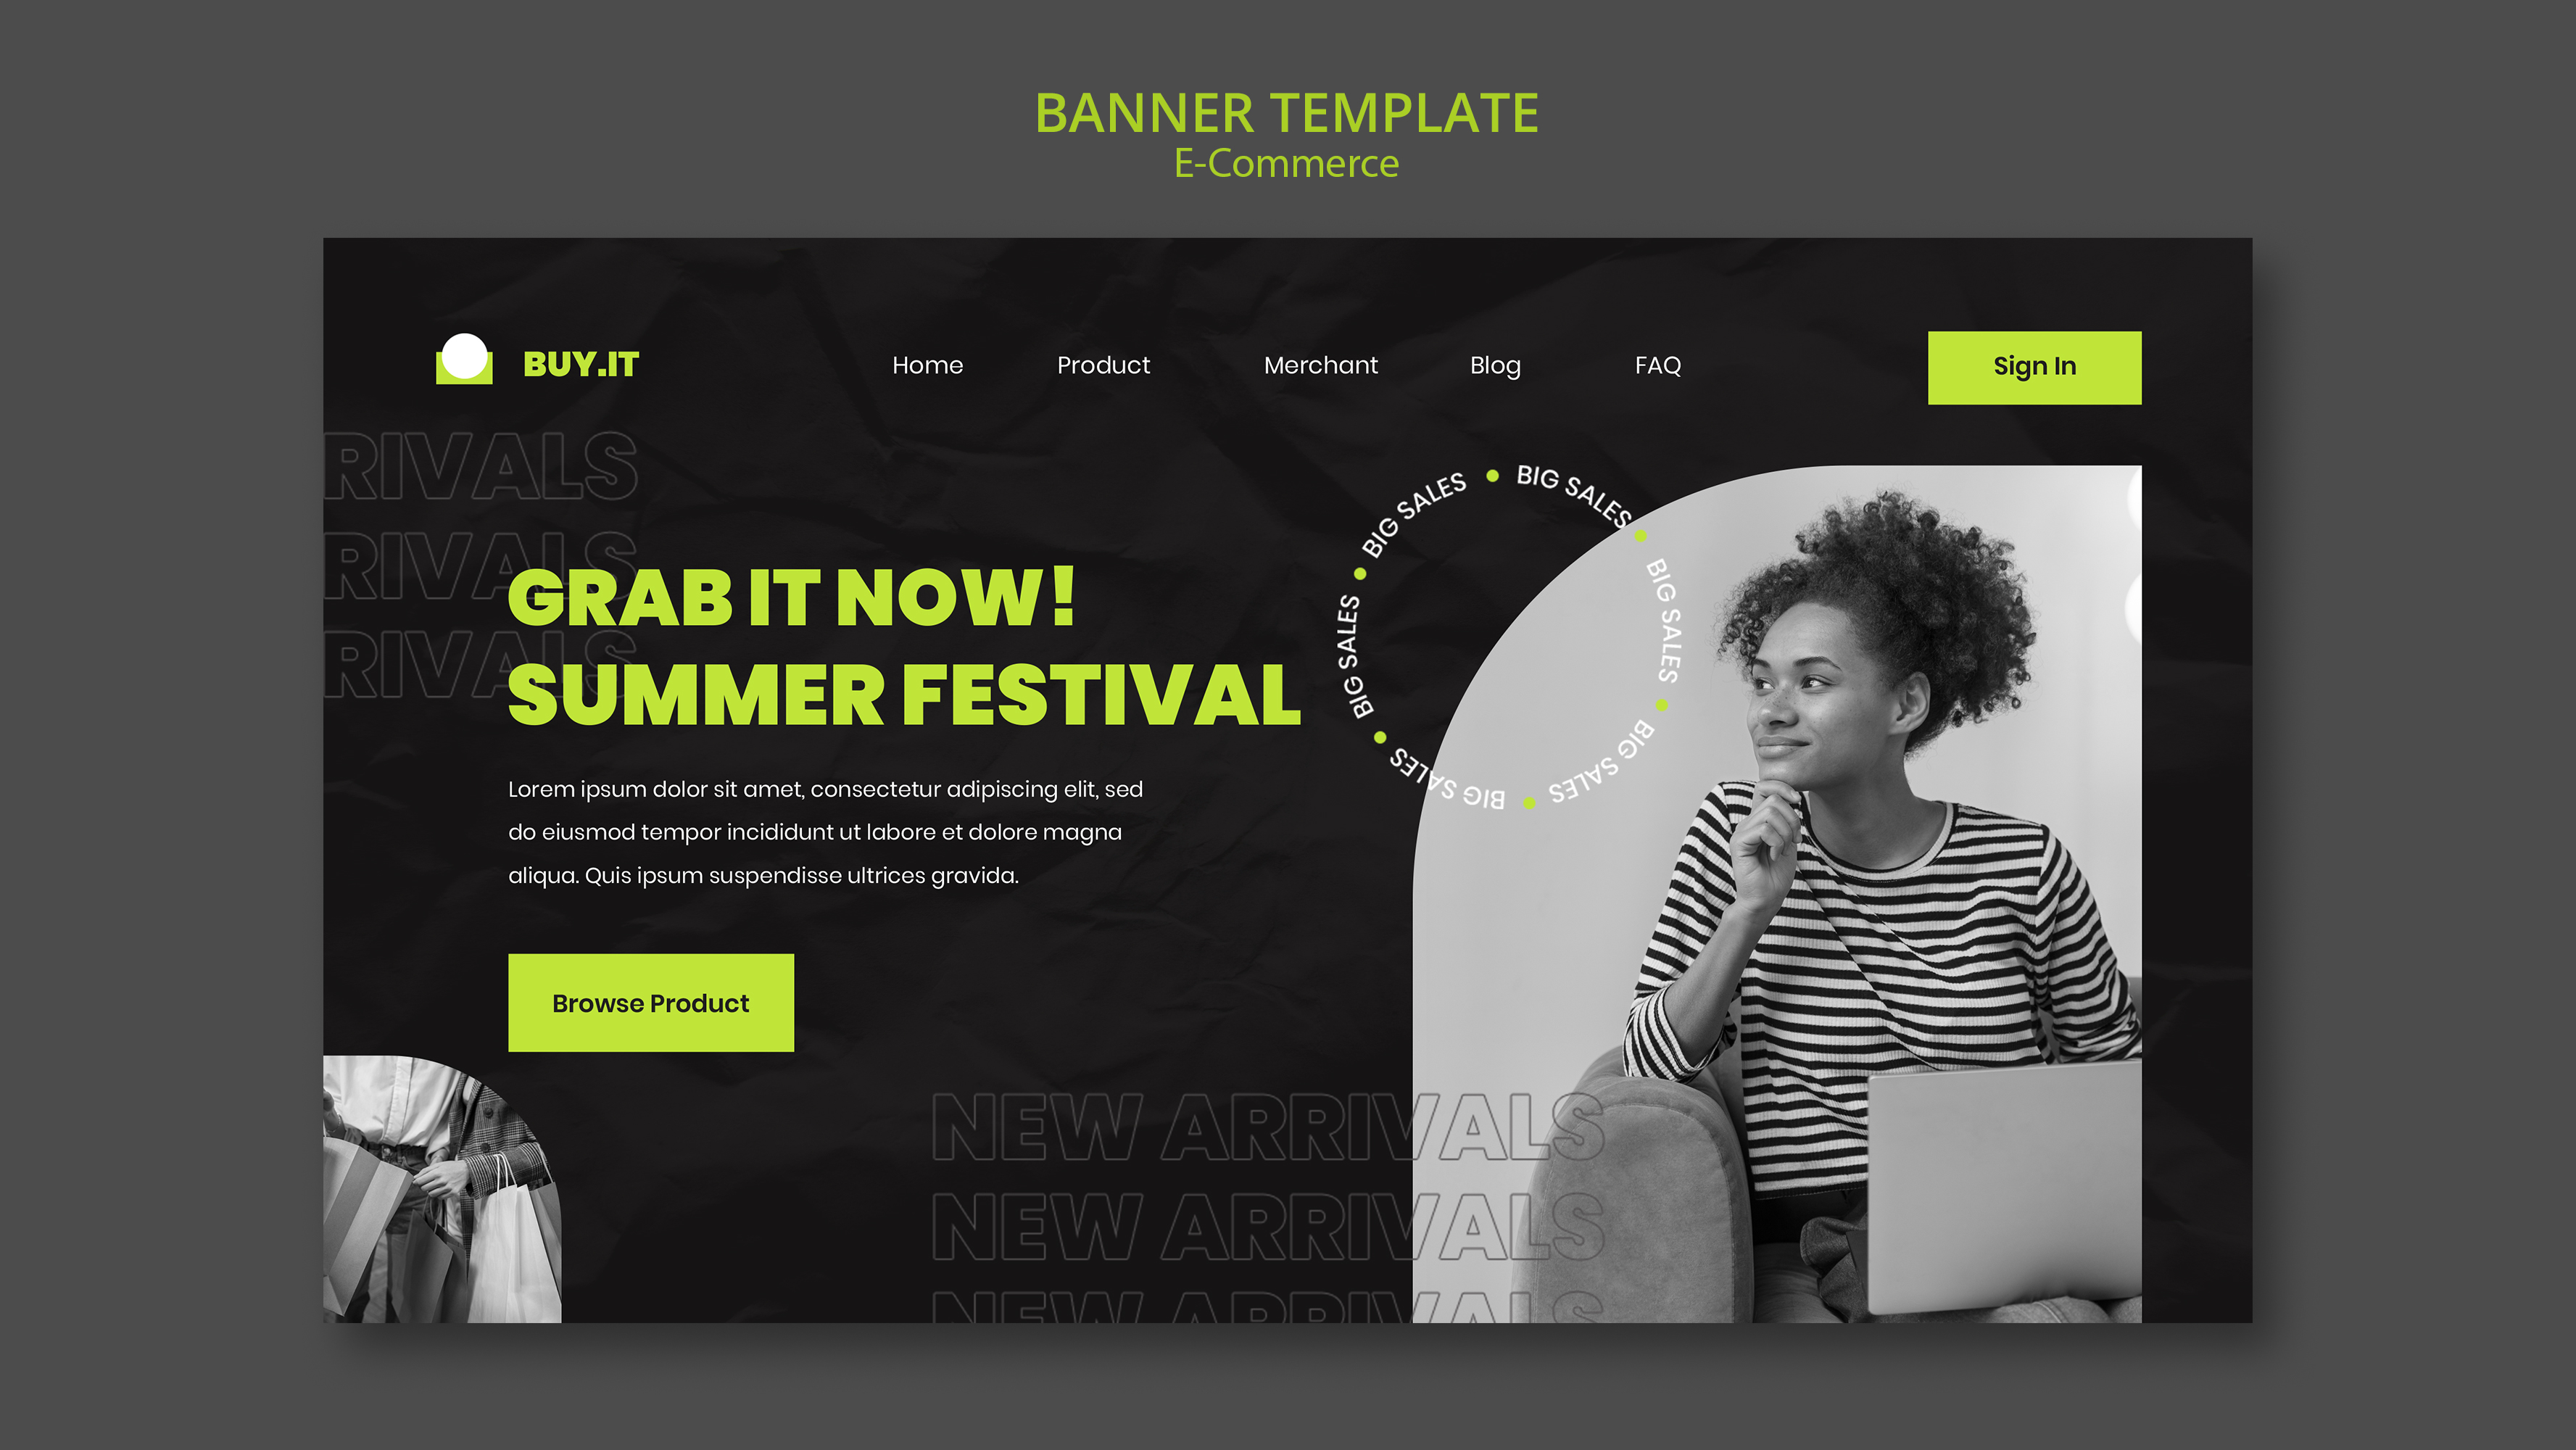 BANNER TEMPLATE
E-Commerce
BUY.IT
Home
Product
Merchant
Blog
FAQ
Sign In
RIVALS
RIVALS
RIVALS
GRAB IT NOW!
SUMMER FESTIVAL
BIG SALES • BIG SALES • BIG SALES • BIG SALES • BIG SALES • BIG SALES • BIG SALES •
Lorem ipsum dolor sit amet, consectetur adipiscing elit, sed
do eiusmod tempor incididunt ut labore et dolore magna
aliqua. Quis ipsum suspendisse ultrices gravida.
Browse Product
NEW ARRIVALS
NEW ARRIVALS
NEW ARRIVALS